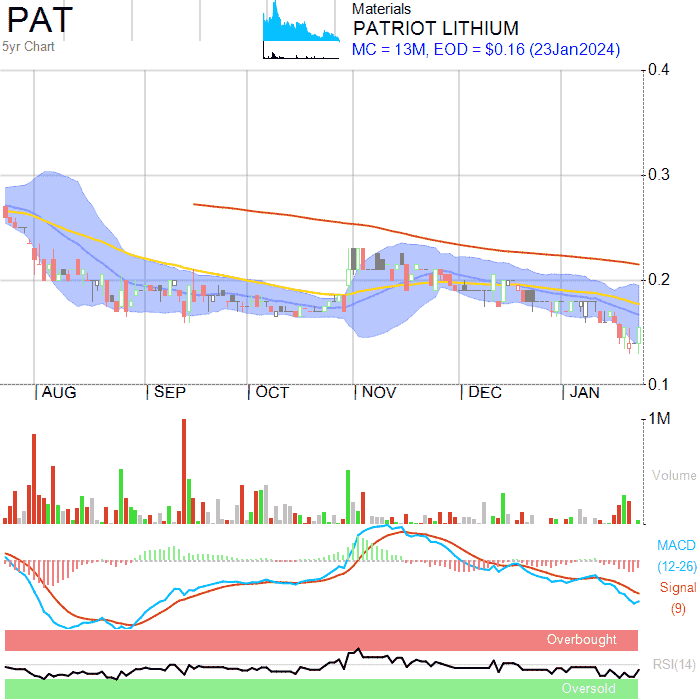 PAT
5yr Chart
Materials
PATRIOT LITHIUM
MC = 13M, EOD = $0.16 (23Jan2024)
0.4
0.3
0.2
0.1
AUG SEP OCT NOV DEC JAN
1M
Volume
MACD
(12-26)
Signal
(9)
Overbought
RSI(14)
Oversold